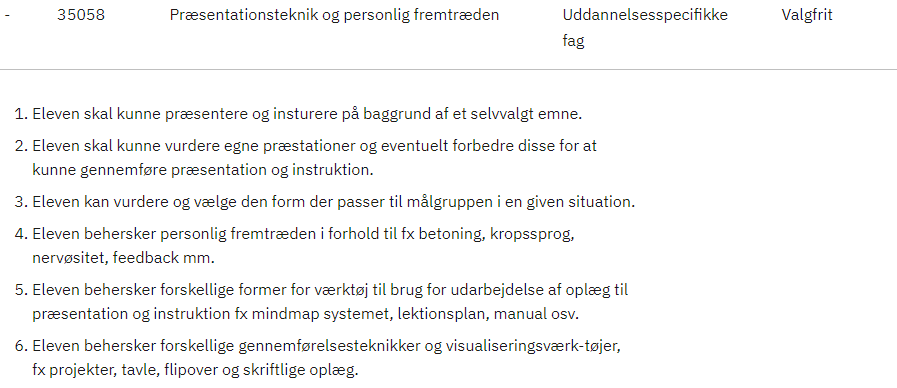 - 35058 Præsentationsteknik og personlig fremtræden Uddannelsesspecifikke fag Valgfrit
1. Eleven skal kunne præsentere og insturere på baggrund af et selvvalgt emne.
2. Eleven skal kunne vurdere egne præstationer og eventuelt forbedre disse for at
kunne gennemføre præsentation og instruktion.
3. Eleven kan vurdere og vælge den form der passer til målgruppen i en given situation.
4. Eleven behersker personlig fremtræden i forhold til fx betoning, kropssprog,
nervøsitet, feedback mm.
5. Eleven behersker forskellige former for værktøj til brug for udarbejdelse af oplæg til
præsentation og instruktion fx mindmap systemet, lektionsplan, manual osv.
6. Eleven behersker forskellige gennemførelsesteknikker og visualiseringsværk-tøjer,
fx projekter, tavle, flipover og skriftlige oplæg.